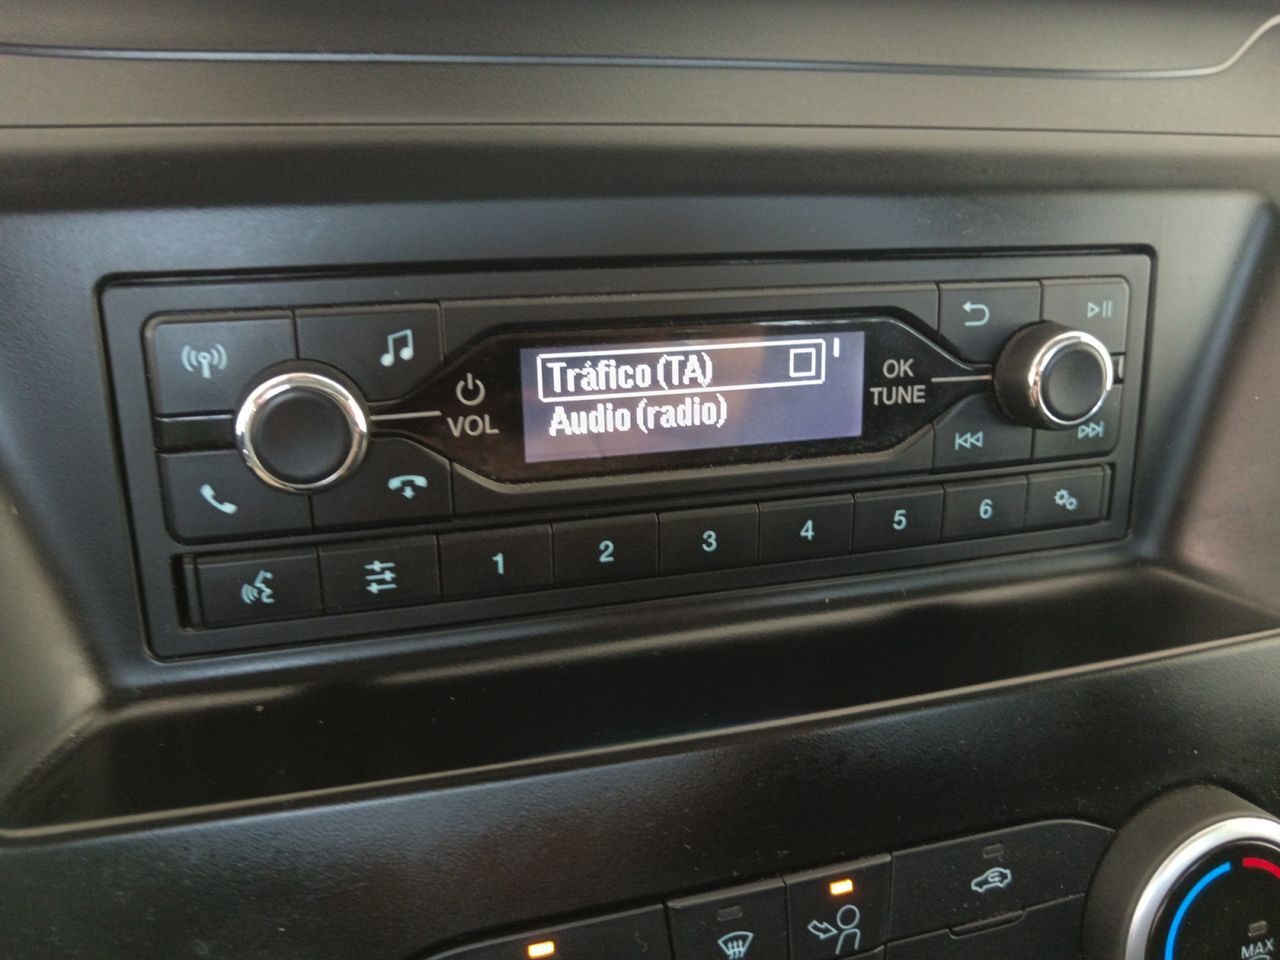 Tráfico (TA)
Audio (radio)
VOL
OK
TUNE
1
2
3
4
5
6
MAX